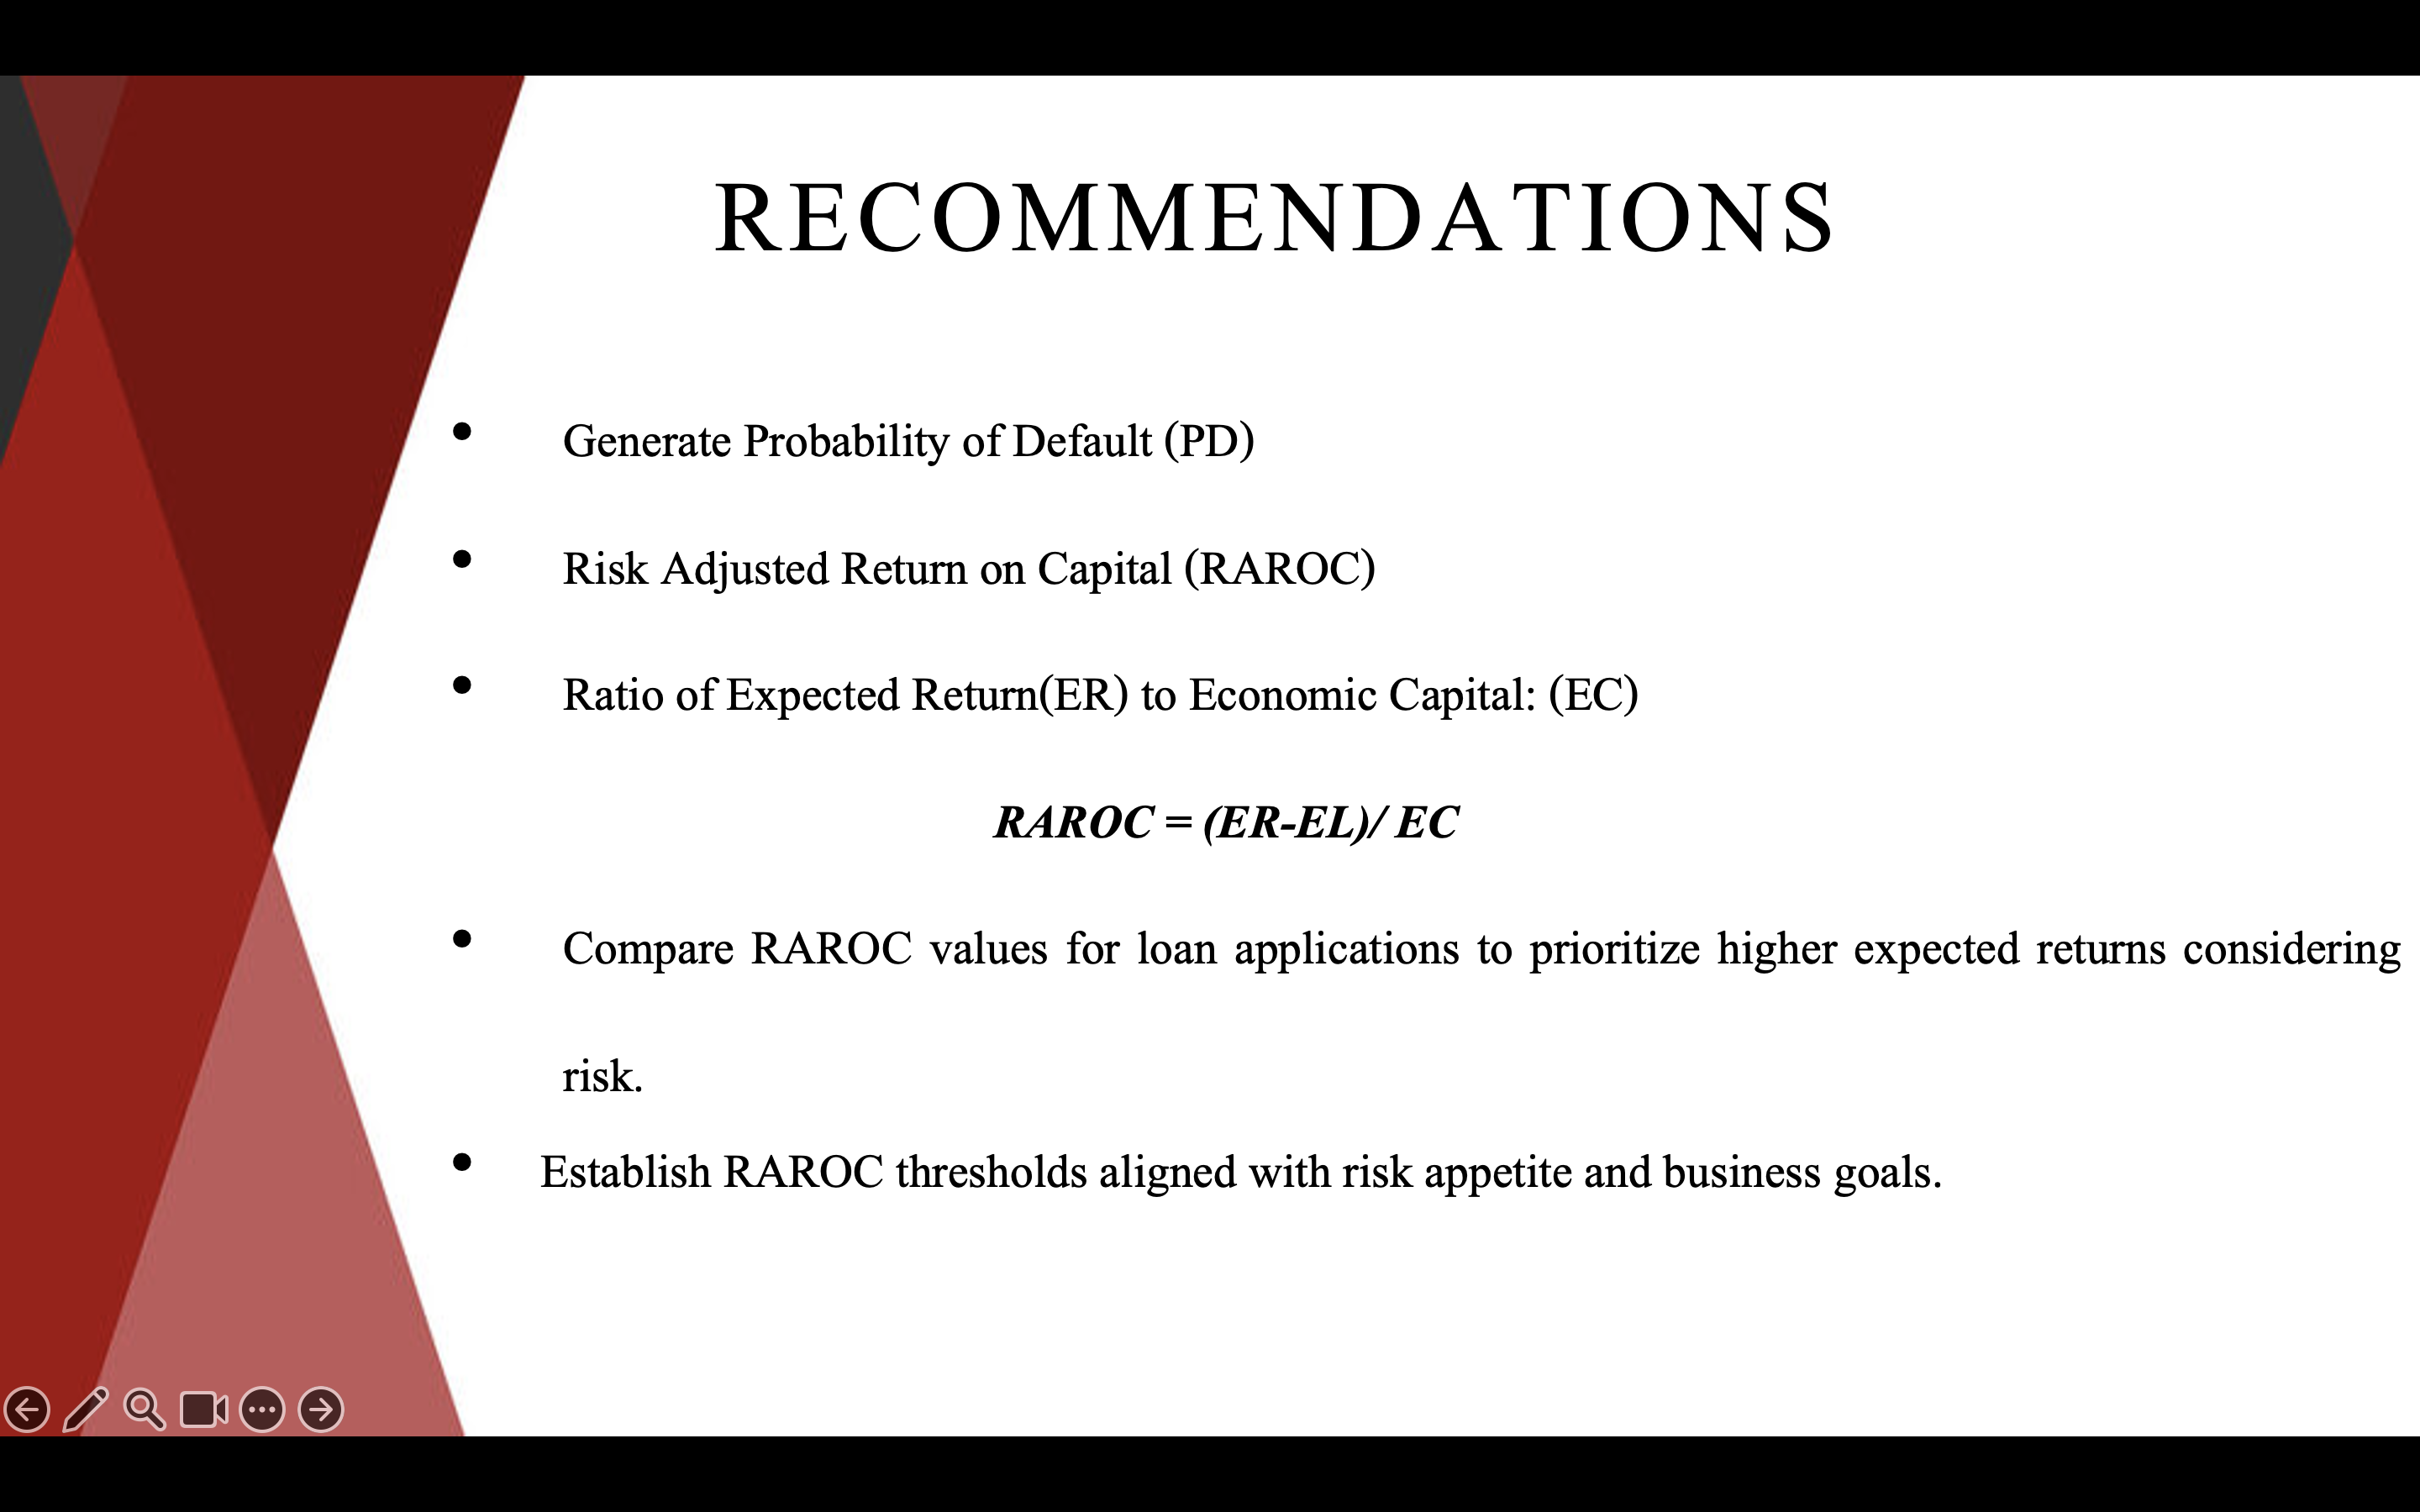 RECOMMENDATIONS
• Generate Probability of Default (PD)
• Risk Adjusted Return on Capital (RAROC)
• Ratio of Expected Return(ER) to Economic Capital: (EC)
RAROC = (ER-EL)/ EC
• Compare RAROC values for loan applications to prioritize higher expected returns considering
risk.
• Establish RAROC thresholds aligned with risk appetite and business goals.